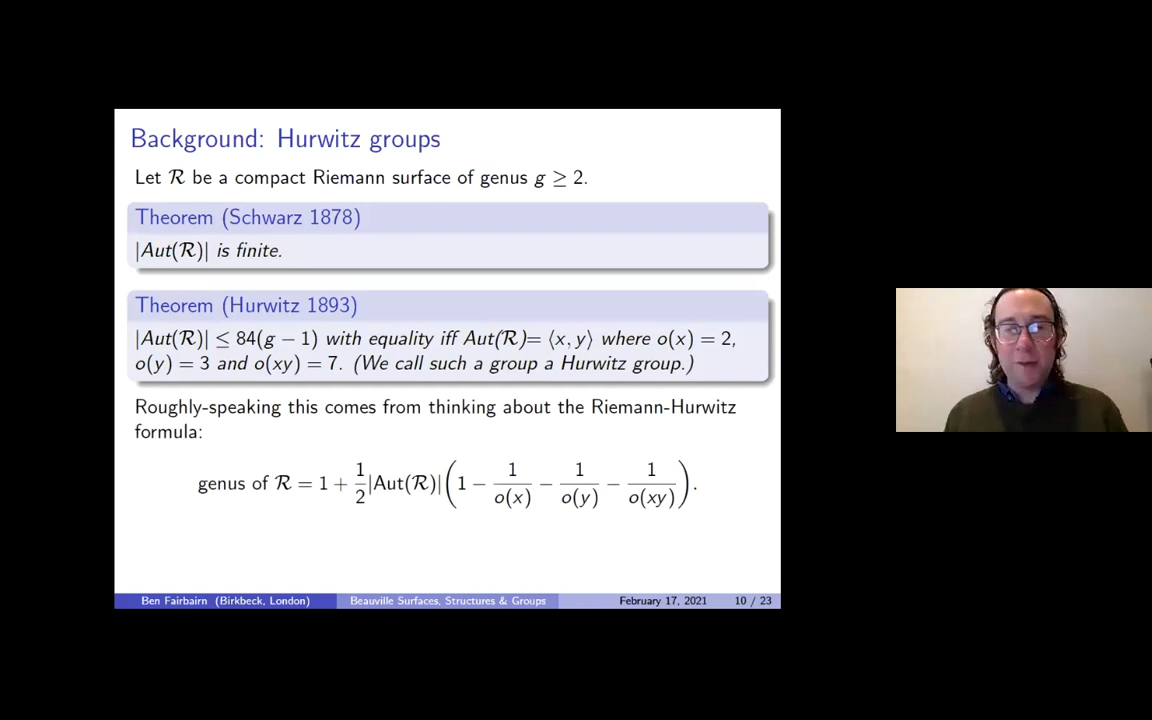 Background: Hurwitz groups
Let ℛ be a compact Riemann surface of genus g ≥ 2.
Theorem (Schwarz 1878)
|Aut(ℛ)| is finite.
Theorem (Hurwitz 1893)
|Aut(ℛ)| ≤ 84(g − 1) with equality iff Aut(ℛ)= ⟨x, y⟩ where o(x) = 2,
o(y) = 3 and o(xy) = 7. (We call such a group a Hurwitz group.)
Roughly-speaking this comes from thinking about the Riemann-Hurwitz
formula:
genus of ℛ = 1 + 1/2|Aut(ℛ)|(1 − 1/o(x) − 1/o(y) − 1/o(xy)).
Ben Fairbairn (Birkbeck, London) Beauville Surfaces, Structures & Groups February 17, 2021 10 / 23